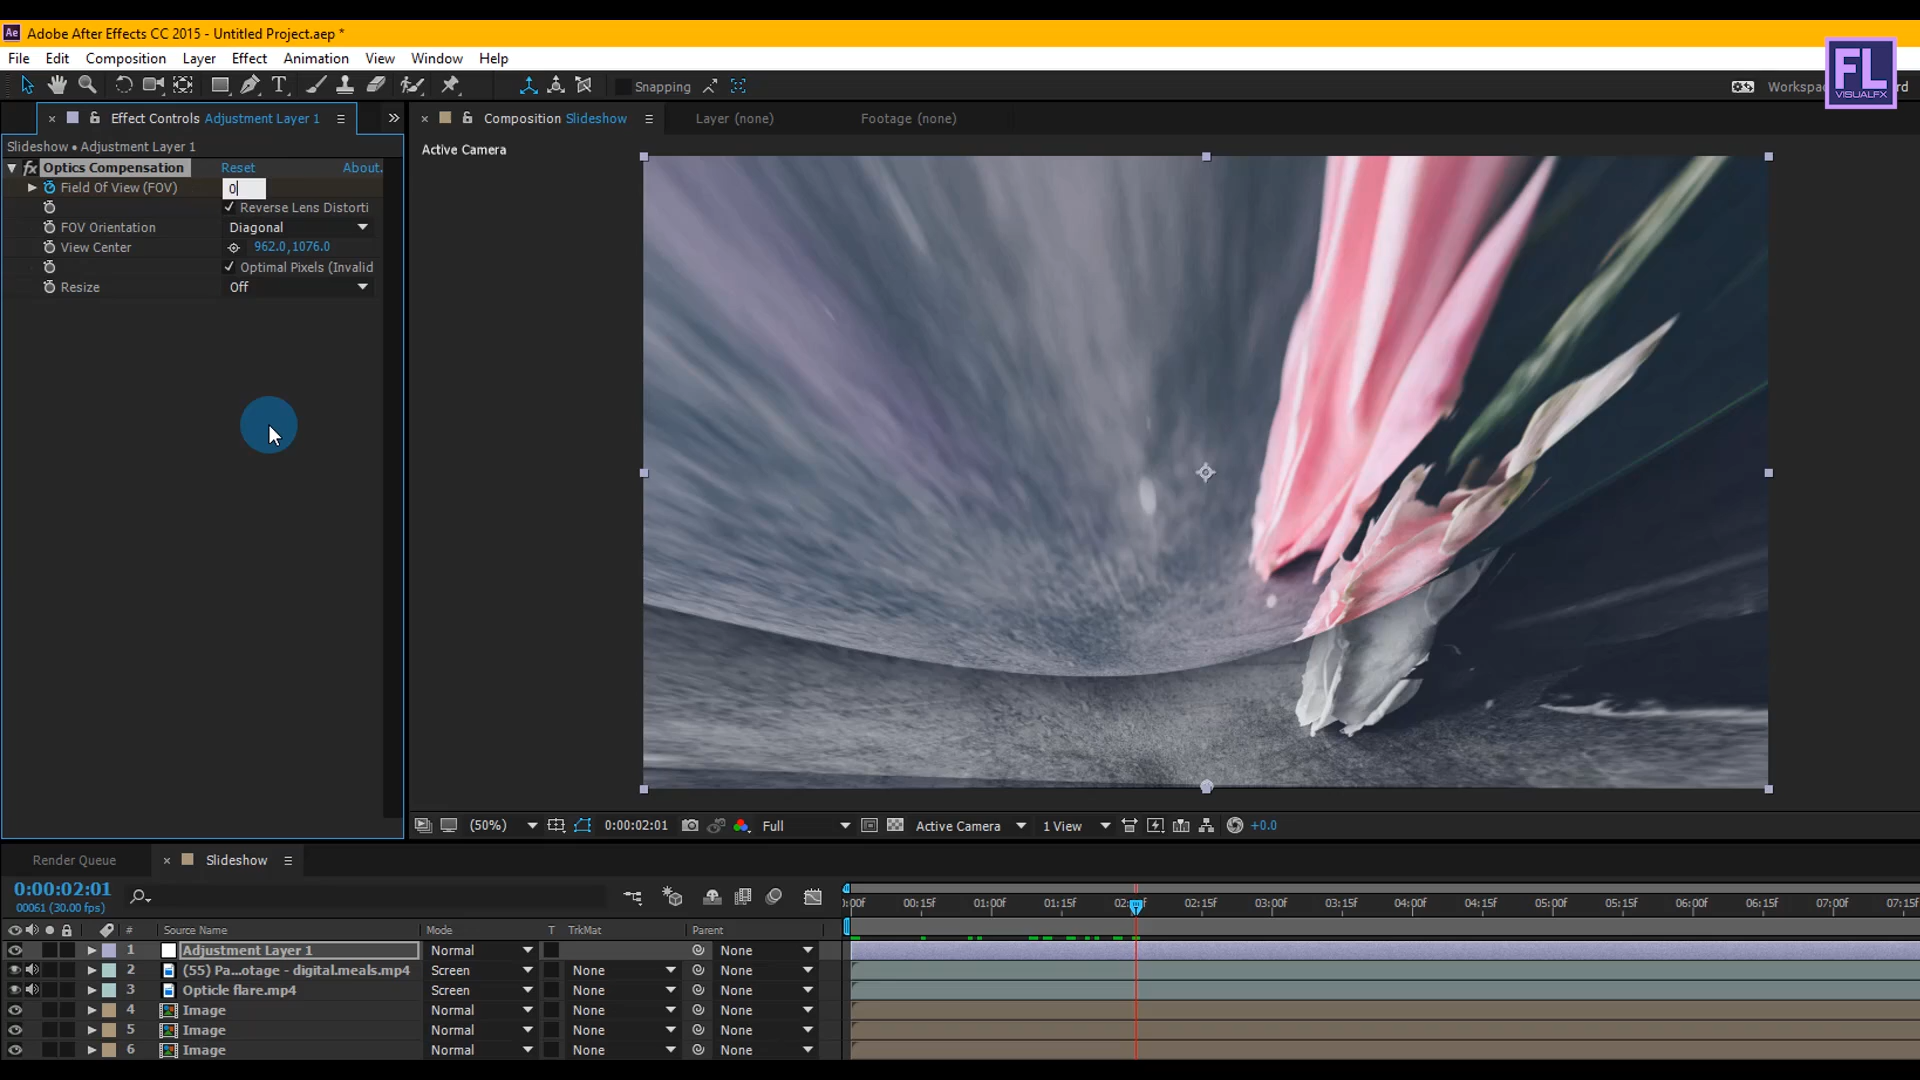 Ae Adobe After Effects CC 2015 - Untitled Project.aep *
File Edit Composition Layer Effect Animation View Window Help
Snapping
FL
VISUALFX
Effect Controls Adjustment Layer 1
Composition Slideshow
Layer (none)
Footage (none)
Slideshow • Adjustment Layer 1
Active Camera
fx Optics Compensation Reset About.
Field Of View (FOV) 0
Reverse Lens Distorti
FOV Orientation Diagonal
View Center 962.0,1076.0
Optimal Pixels (Invalid
Resize Off
(50%) 0:00:02:01 Full Active Camera 1 View +0.0
Render Queue Slideshow
0:00:02:01
00061 (30.00 fps)
00:15f 01:00f 01:15f 02:15f 03:00f 03:15f 04:00f 04:15f 05:00f 05:15f 06:00f 06:15f 07:00f 07:15f
# Source Name Mode T TrkMat Parent
1 Adjustment Layer 1 Normal None
2 (55) Pa...otage - digital.meals.mp4 Screen None None
3 Opticle flare.mp4 Screen None None
4 Image Normal None None
5 Image Normal None None
6 Image Normal None None